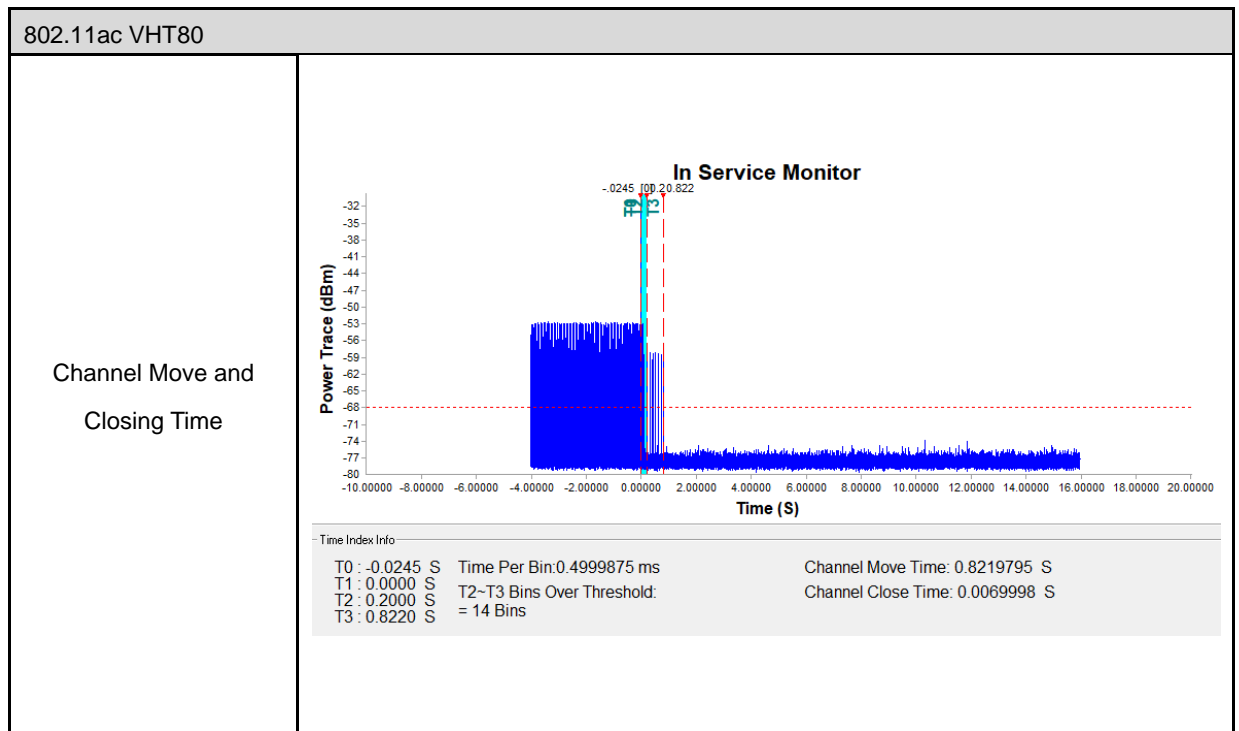 802.11ac VHT80
Channel Move and
Closing Time
In Service Monitor
-.0245
0.822
T2
T3
Power Trace (dBm)
-32
-35
-38
-41
-44
-47
-50
-53
-56
-59
-62
-65
-68
-71
-74
-77
-80
-10.00000 -8.00000 -6.00000 -4.00000 -2.00000 0.00000 2.00000 4.00000 6.00000 8.00000 10.00000 12.00000 14.00000 16.00000 18.00000 20.00000
Time (S)
Time Index Info
T0 : -0.0245 S Time Per Bin:0.4999875 ms Channel Move Time: 0.8219795 S
T1 : 0.0000 S
T2 : 0.2000 S T2~T3 Bins Over Threshold: Channel Close Time: 0.0069998 S
T3 : 0.8220 S = 14 Bins